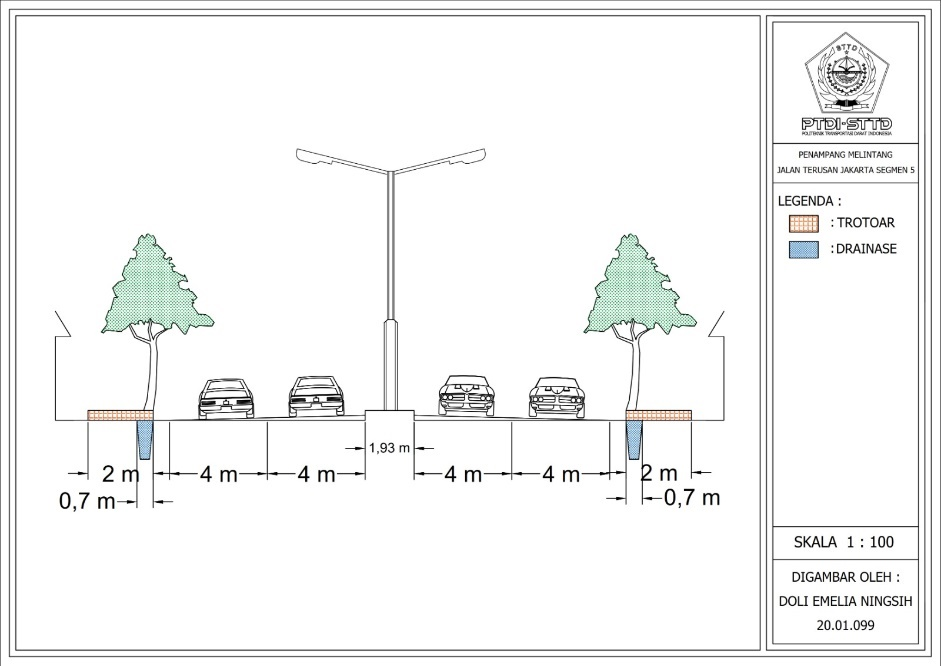 STTD
PTDI-STTD
POLITEKNIK TRANSPORTASI DARAT INDONESIA
PENAMPANG MELINTANG
JALAN TERUSAN JAKARTA SEGMEN 5
LEGENDA :
: TROTOAR
: DRAINASE
1,93 m
2 m
4 m
4 m
4 m
4 m
2 m
0,7 m
0,7 m
SKALA 1 : 100
DIGAMBAR OLEH :
DOLI EMELIA NINGSIH
20.01.099